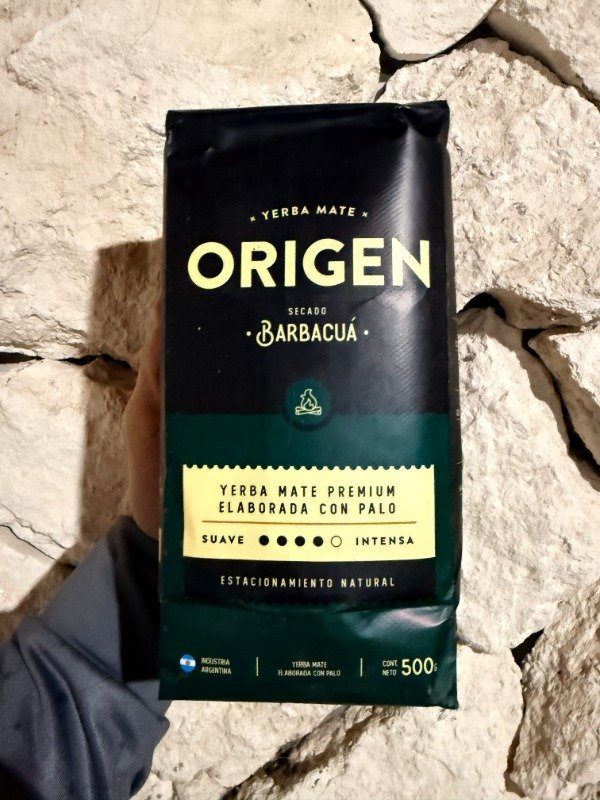 × YERBA MATE ×
ORIGEN
SECADO
• BARBACUÁ •
YERBA MATE PREMIUM
ELABORADA CON PALO
SUAVE ●●●●○ INTENSA
ESTACIONAMIENTO NATURAL
INDUSTRIA
ARGENTINA
YERBA MATE
ELABORADA CON PALO
CONT.
NETO 500g